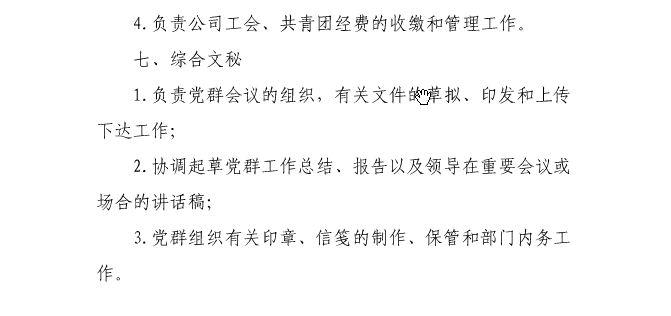 4. 负责公司工会、共青团经费的收缴和管理工作。
七、综合文秘
1. 负责党群会议的组织，有关文件的草拟、印发和上传
下达工作；
2. 协调起草党群工作总结、报告以及领导在重要会议或
场合的讲话稿；
3. 党群组织有关印章、信笺的制作、保管和部门内务工
作。